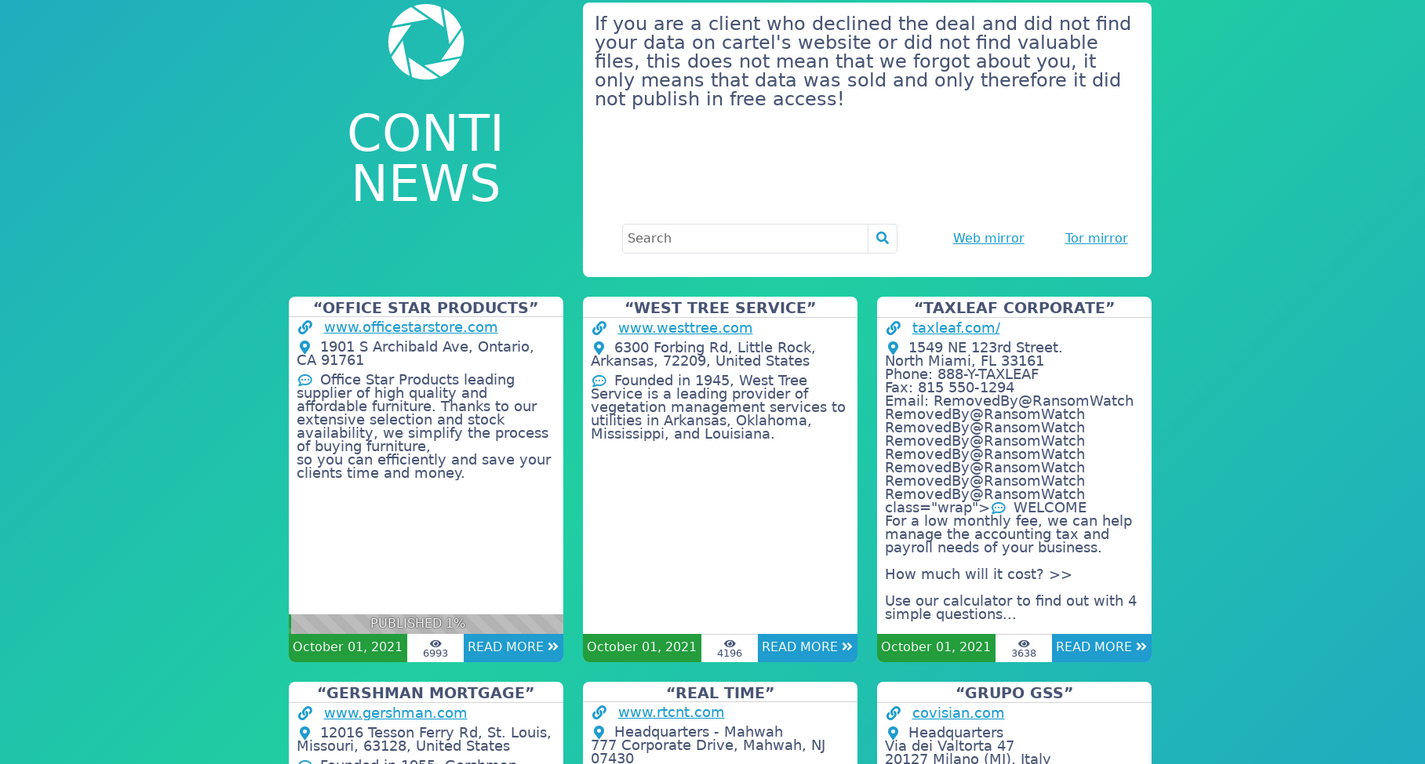 CONTI
NEWS
If you are a client who declined the deal and did not find
your data on cartel's website or did not find valuable
files, this does not mean that we forgot about you, it
only means that data was sold and only therefore it did
not publish in free access!
Search
Web mirror
Tor mirror
“OFFICE STAR PRODUCTS”
www.officestarstore.com
1901 S Archibald Ave, Ontario,
CA 91761
Office Star Products leading
supplier of high quality and
affordable furniture. Thanks to our
extensive selection and stock
availability, we simplify the process
of buying furniture,
so you can efficiently and save your
clients time and money.
PUBLISHED 1%
October 01, 2021
6993
READ MORE
“WEST TREE SERVICE”
www.westtree.com
6300 Forbing Rd, Little Rock,
Arkansas, 72209, United States
Founded in 1945, West Tree
Service is a leading provider of
vegetation management services to
utilities in Arkansas, Oklahoma,
Mississippi, and Louisiana.
October 01, 2021
4196
READ MORE
“TAXLEAF CORPORATE”
taxleaf.com/
1549 NE 123rd Street.
North Miami, FL 33161
Phone: 888-Y-TAXLEAF
Fax: 815 550-1294
Email: RemovedBy@RansomWatch
RemovedBy@RansomWatch
RemovedBy@RansomWatch
RemovedBy@RansomWatch
RemovedBy@RansomWatch
RemovedBy@RansomWatch
RemovedBy@RansomWatch
RemovedBy@RansomWatch
class="wrap"> WELCOME
For a low monthly fee, we can help
manage the accounting tax and
payroll needs of your business.
How much will it cost? >>
Use our calculator to find out with 4
simple questions...
October 01, 2021
3638
READ MORE
“GERSHMAN MORTGAGE”
www.gershman.com
12016 Tesson Ferry Rd, St. Louis,
Missouri, 63128, United States
Founded in 1955, Gershman
“REAL TIME”
www.rtcnt.com
Headquarters - Mahwah
777 Corporate Drive, Mahwah, NJ
07430
“GRUPO GSS”
covisian.com
Headquarters
Via dei Valtorta 47
20127 Milano (MI), Italy